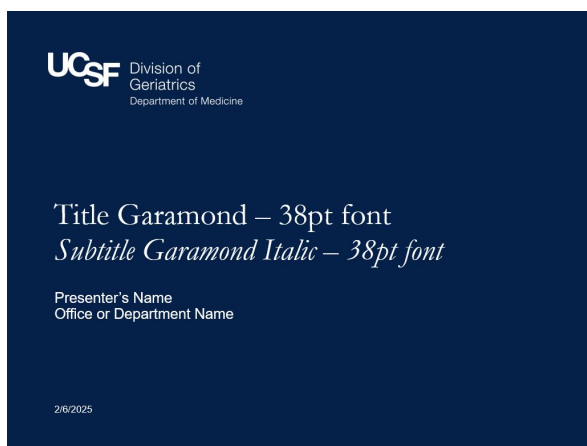 UCSF
Division of
Geriatrics
Department of Medicine
Title Garamond – 38pt font
Subtitle Garamond Italic – 38pt font
Presenter's Name
Office or Department Name
2/6/2025